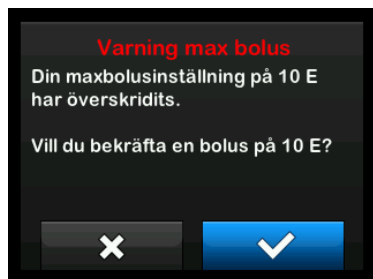 Varning max bolus
Din maxbolusinställning på 10 E
har överskridits.
Vill du bekräfta en bolus på 10 E?